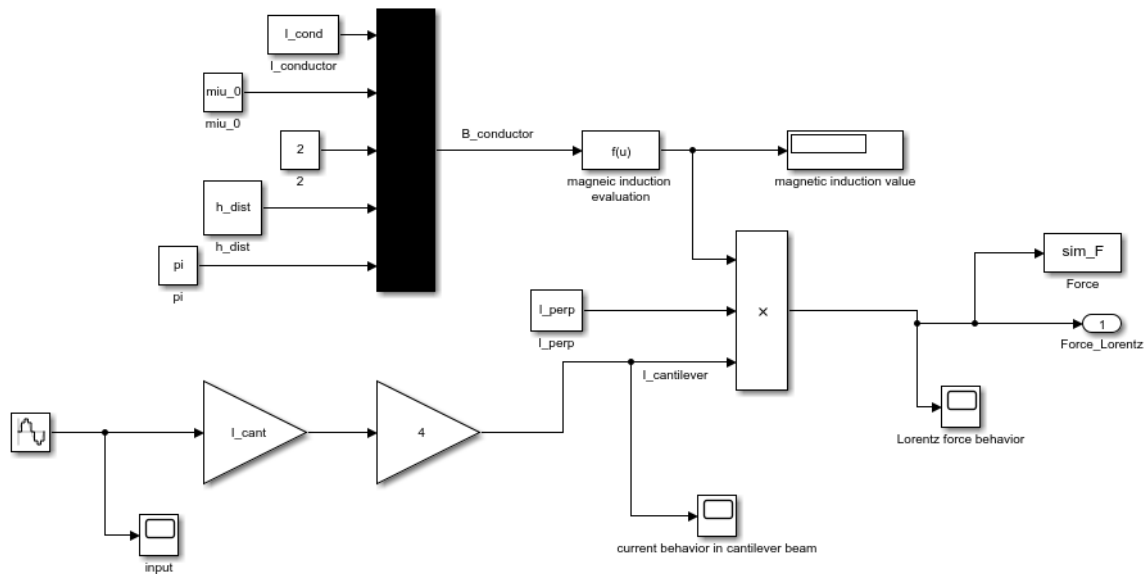 I_cond
I_conductor
miu_0
miu_0
B_conductor
2
2
f(u)
magneic induction
evaluation
magnetic induction value
h_dist
h_dist
pi
pi
sim_F
Force
l_perp
l_perp
×
1
Force_Lorentz
I_cantilever
I_cant
4
Lorentz force behavior
current behavior in cantilever beam
input